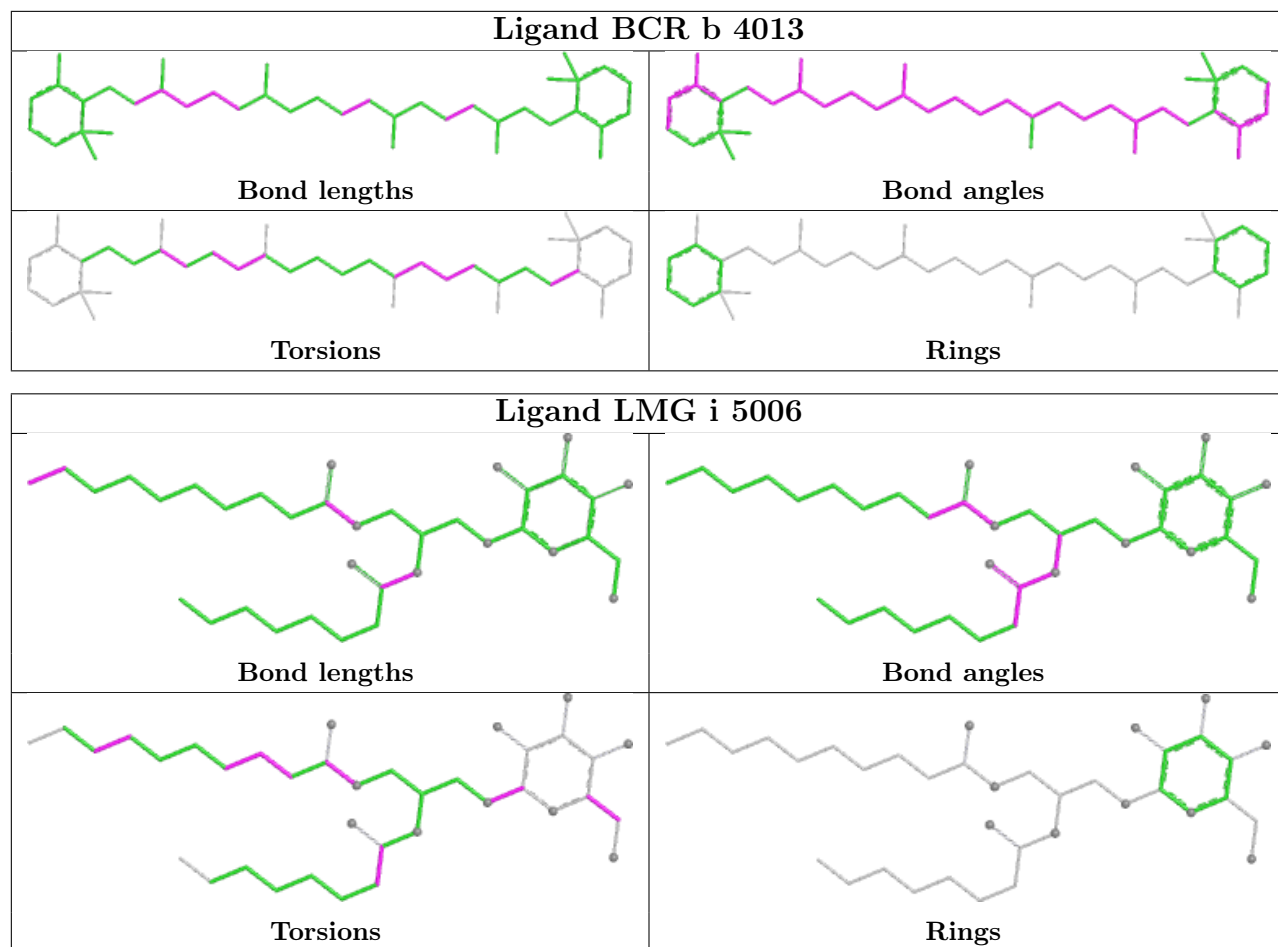 Ligand BCR b 4013
Bond lengths
Bond angles
Torsions
Rings
Ligand LMG i 5006
Bond lengths
Bond angles
Torsions
Rings